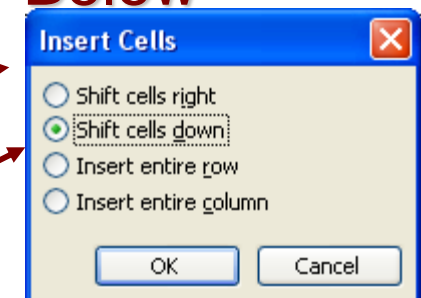 Below
Insert Cells
Shift cells right
Shift cells down
Insert entire row
Insert entire column
OK Cancel